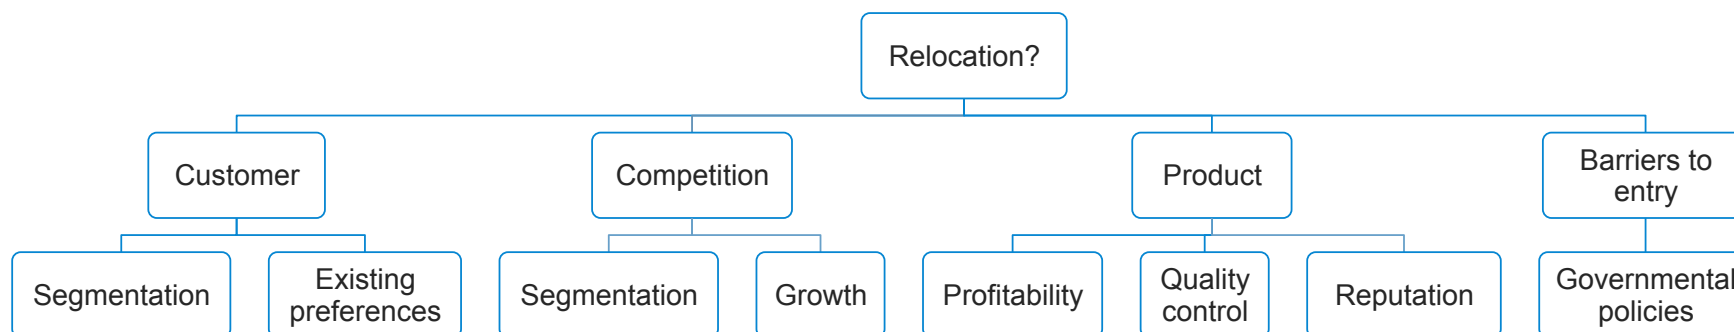 Relocation?
Customer
Competition
Product
Barriers to
entry
Segmentation
Existing
preferences
Segmentation
Growth
Profitability
Quality
control
Reputation
Governmental
policies